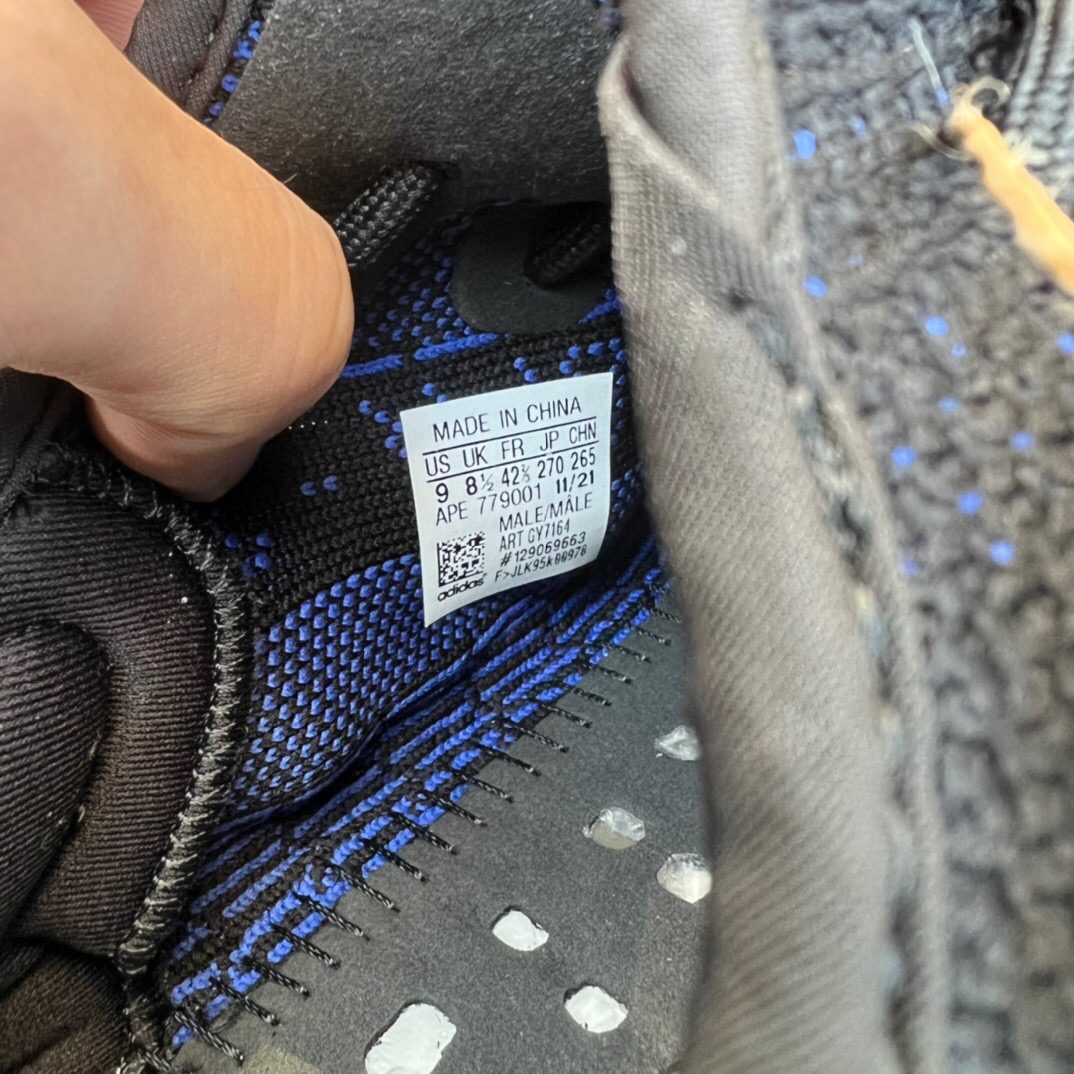 MADE IN CHINA
US UK FR JP CHN
9 8½ 42⅔ 270 265
APE 779001 11/21
MALE/MÂLE
ART GY7164
#129069663
F>JLK95k00978
adidas